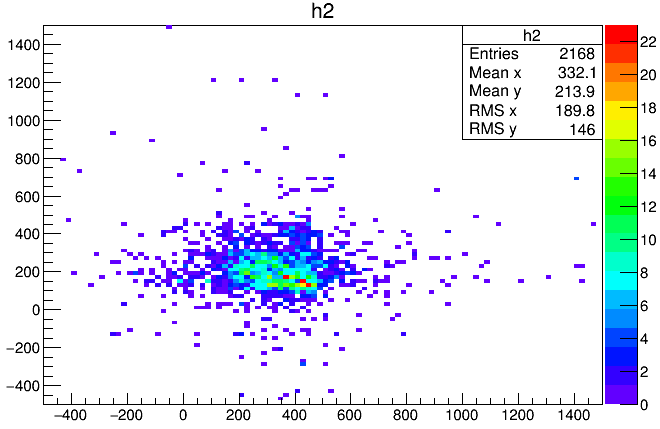 h2
h2
Entries 2168
Mean x 332.1
Mean y 213.9
RMS x 189.8
RMS y 146
1400
1200
1000
800
600
400
200
0
−200
−400
−400 −200 0 200 400 600 800 1000 1200 1400
22
20
18
16
14
12
10
8
6
4
2
0